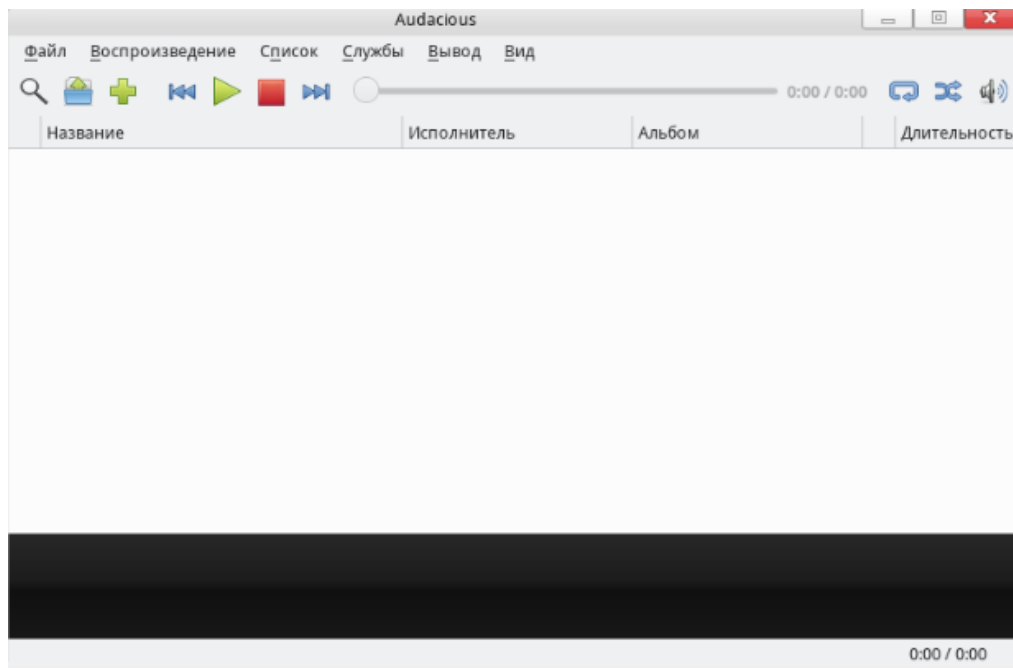 Audacious
Файл Воспроизведение Список Службы Вывод Вид
0:00 / 0:00
Название Исполнитель Альбом Длительность
0:00 / 0:00